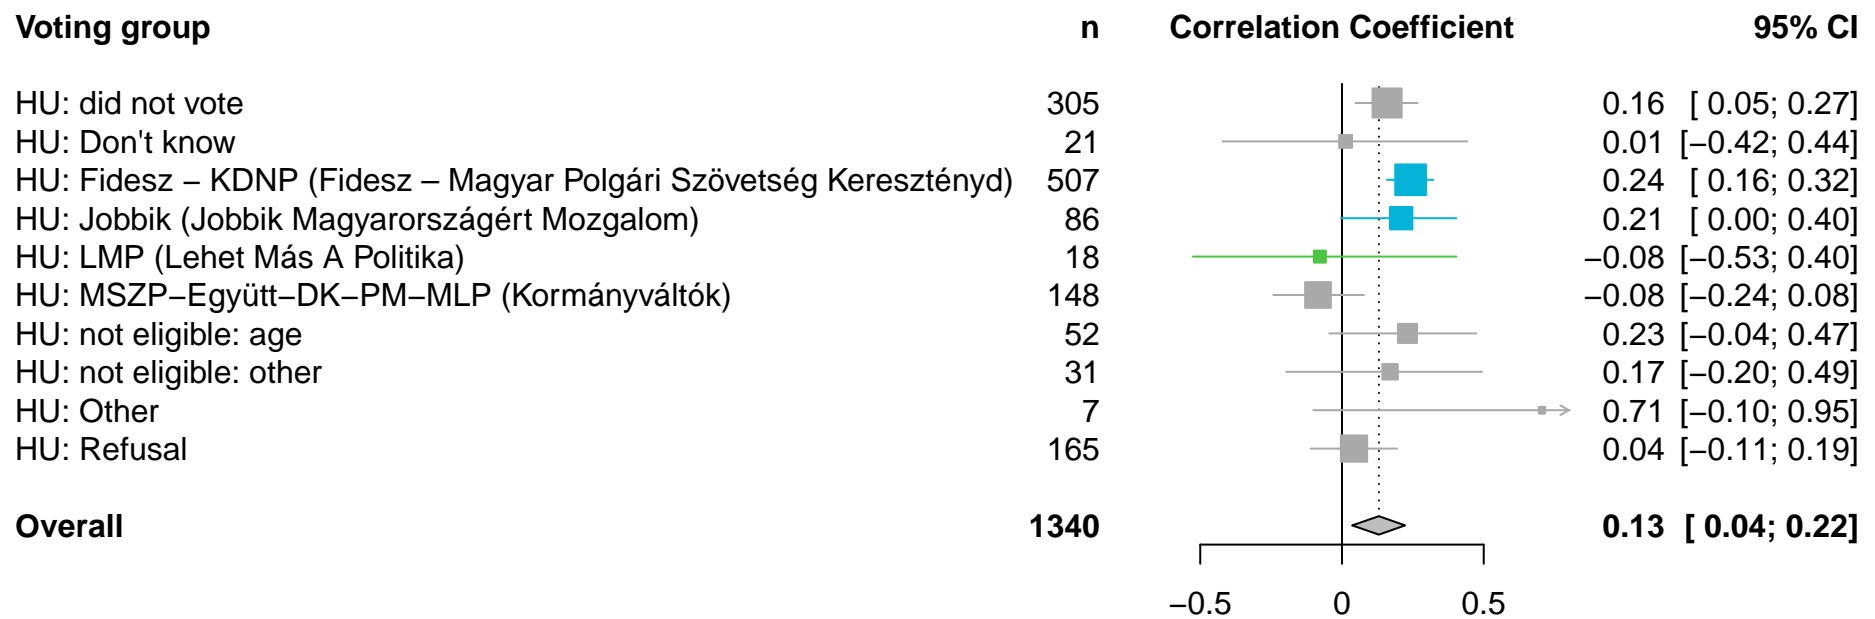 Voting group n Correlation Coefficient 95% CI
HU: did not vote 305 0.16 [ 0.05; 0.27]
HU: Don't know 21 0.01 [−0.42; 0.44]
HU: Fidesz − KDNP (Fidesz – Magyar Polgári Szövetség Keresztényd) 507 0.24 [ 0.16; 0.32]
HU: Jobbik (Jobbik Magyarországért Mozgalom) 86 0.21 [ 0.00; 0.40]
HU: LMP (Lehet Más A Politika) 18 −0.08 [−0.53; 0.40]
HU: MSZP−Együtt−DK−PM−MLP (Kormányváltók) 148 −0.08 [−0.24; 0.08]
HU: not eligible: age 52 0.23 [−0.04; 0.47]
HU: not eligible: other 31 0.17 [−0.20; 0.49]
HU: Other 7 0.71 [−0.10; 0.95]
HU: Refusal 165 0.04 [−0.11; 0.19]
Overall 1340 0.13 [ 0.04; 0.22]
−0.5 0 0.5